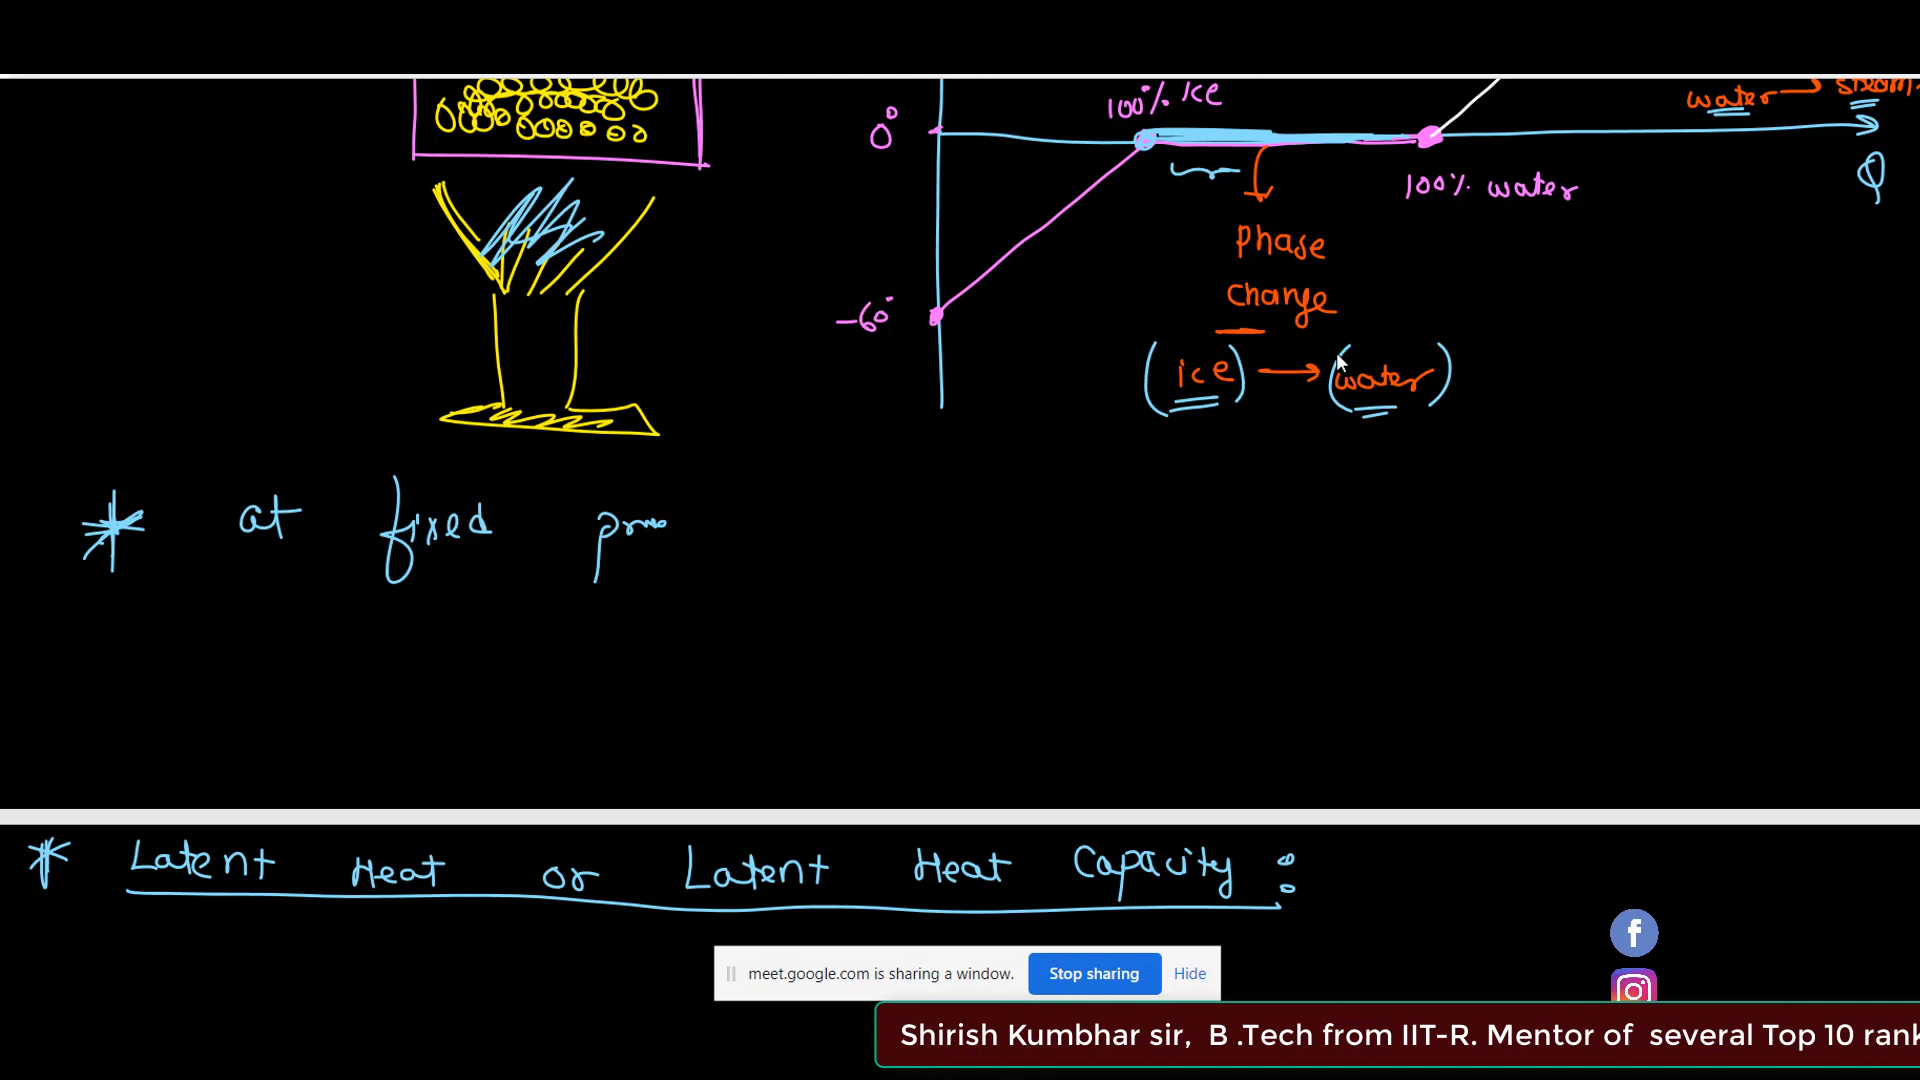 100% ice
water → steam
0°
Q
100% water
Phase
change
-60°
(ice) → (water)
* at fixed
* Latent Heat or Latent Heat Capacity :
meet.google.com is sharing a window. Stop sharing Hide
Shirish Kumbhar sir, B .Tech from IIT-R. Mentor of several Top 10 rank